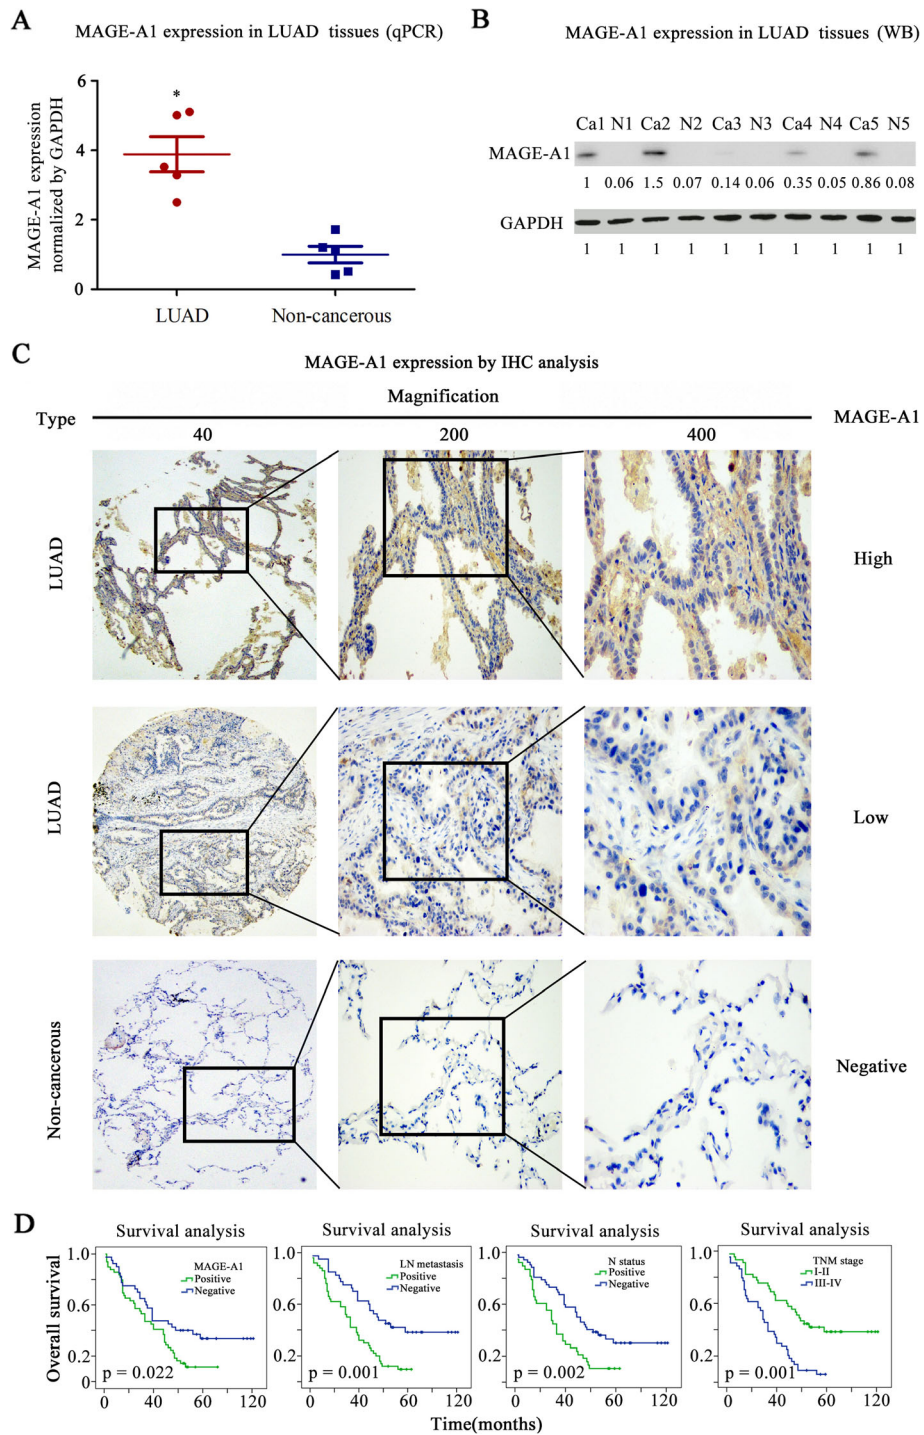 A
MAGE-A1 expression in LUAD tissues (qPCR)
MAGE-A1 expression
normalized by GAPDH
6
4
2
0
*
LUAD
Non-cancerous
B
MAGE-A1 expression in LUAD tissues (WB)
Ca1 N1 Ca2 N2 Ca3 N3 Ca4 N4 Ca5 N5
MAGE-A1
1 0.06 1.5 0.07 0.14 0.06 0.35 0.05 0.86 0.08
GAPDH
1 1 1 1 1 1 1 1 1 1
C
MAGE-A1 expression by IHC analysis
Magnification
Type
MAGE-A1
40 200 400
LUAD
High
LUAD
Low
Non-cancerous
Negative
D
Overall survival
Survival analysis
1.0
0.6
0.2
0
MAGE-A1
Positive
Negative
p = 0.022
0 40 80 120
Survival analysis
1.0
0.6
0.2
LN metastasis
Positive
Negative
p = 0.001
0 40 80 120
Survival analysis
1.0
0.6
0.2
N status
Positive
Negative
p = 0.002
0 40 80 120
Survival analysis
1.0
0.6
0.2
TNM stage
I-II
III-IV
p = 0.001
0 40 80 120
Time(months)